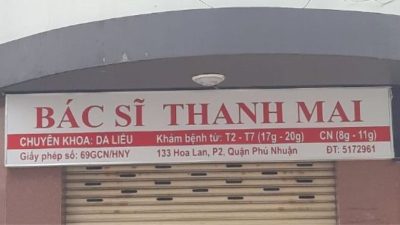 BÁC SĨ THANH MAI
CHUYÊN KHOA: DA LIỄU Khám bệnh từ: T2 - T7 (17g - 20g) CN (8g - 11g)
Giấy phép số: 69GCN/HNY 133 Hoa Lan, P2, Quận Phú Nhuận ĐT: 5172961